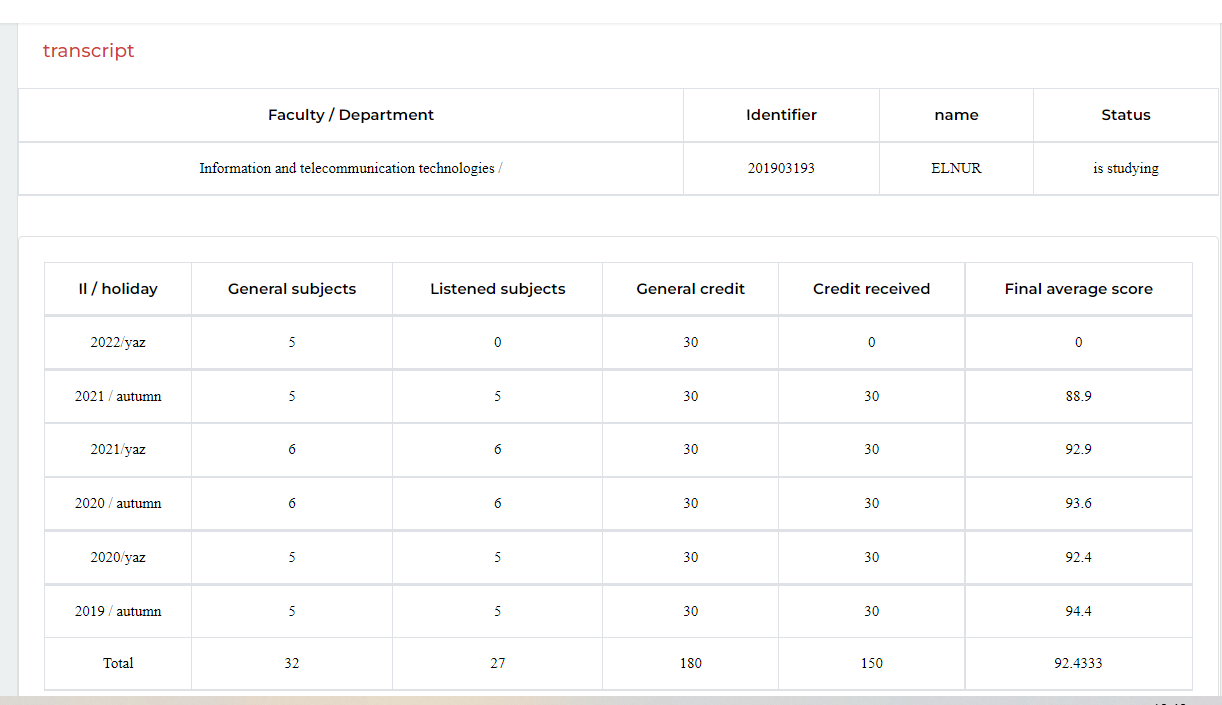 transcript
Faculty / Department Identifier name Status
Information and telecommunication technologies / 201903193 ELNUR is studying
II / holiday General subjects Listened subjects General credit Credit received Final average score
2022/yaz 5 0 30 0 0
2021 / autumn 5 5 30 30 88.9
2021/yaz 6 6 30 30 92.9
2020 / autumn 6 6 30 30 93.6
2020/yaz 5 5 30 30 92.4
2019 / autumn 5 5 30 30 94.4
Total 32 27 180 150 92.4333